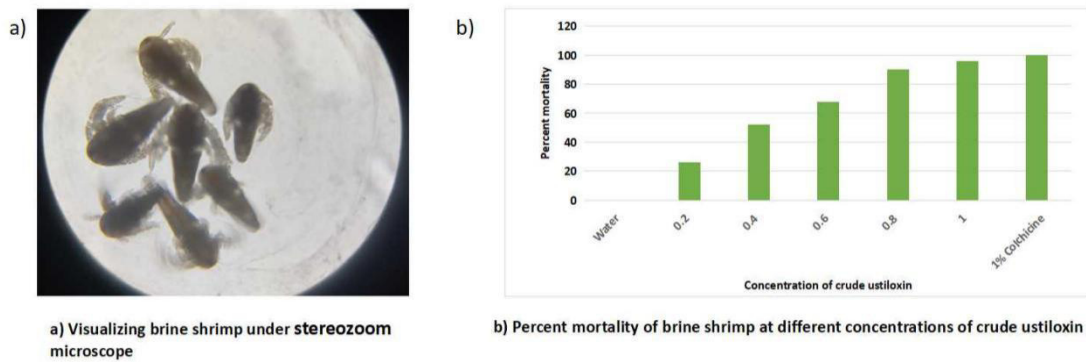 a)
b)
120
100
80
60
40
20
0
Percent mortality
Water
0.2
0.4
0.6
0.8
1
1% Colchicine
Concentration of crude ustiloxin
a) Visualizing brine shrimp under stereozoom
microscope
b) Percent mortality of brine shrimp at different concentrations of crude ustiloxin